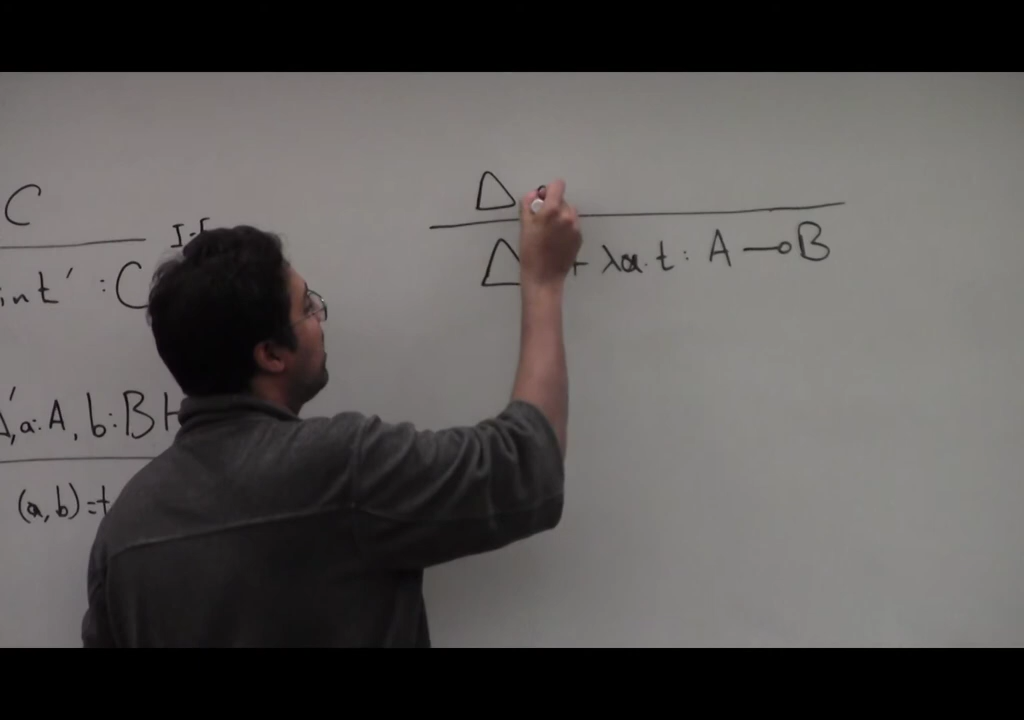 C
I-E
in t' : C
Δ', a:A, b:B ⊢
(a,b)=t
Δ
Δ ⊢ λa.t : A ⊸ B